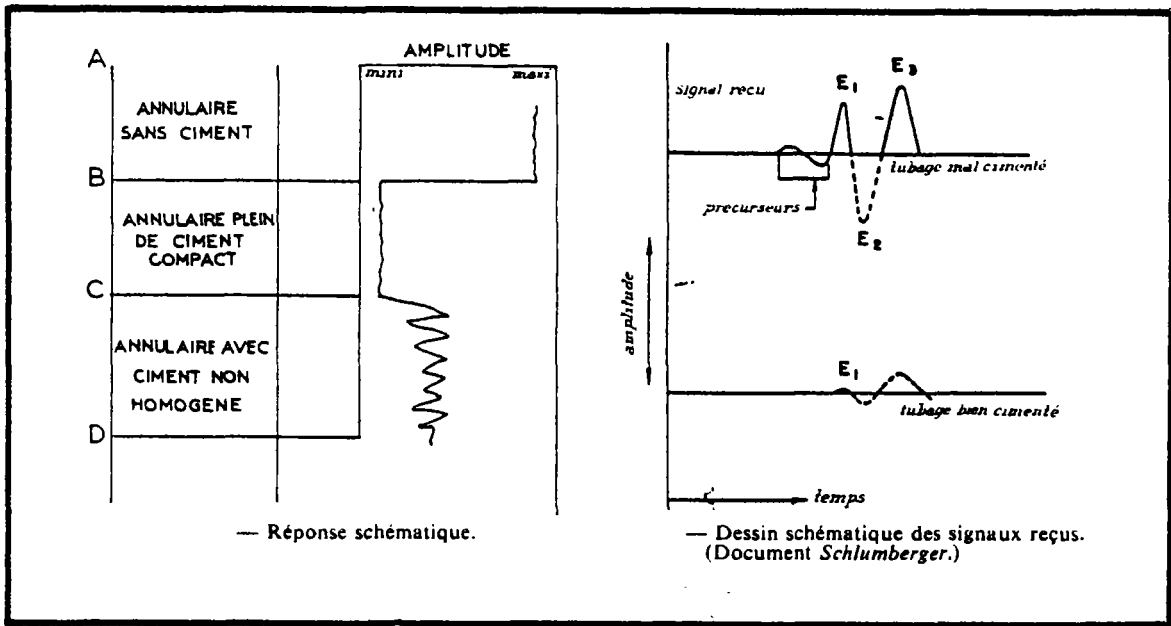 A
AMPLITUDE
mini
maxi
ANNULAIRE
SANS CIMENT
B
ANNULAIRE PLEIN
DE CIMENT
COMPACT
C
ANNULAIRE AVEC
CIMENT NON
HOMOGENE
D
— Réponse schématique.
signal reçu
E1
E3
tubage mal cimenté
précurseurs
E2
amplitude
E1
tubage bien cimenté
temps
— Dessin schématique des signaux reçus.
(Document Schlumberger.)